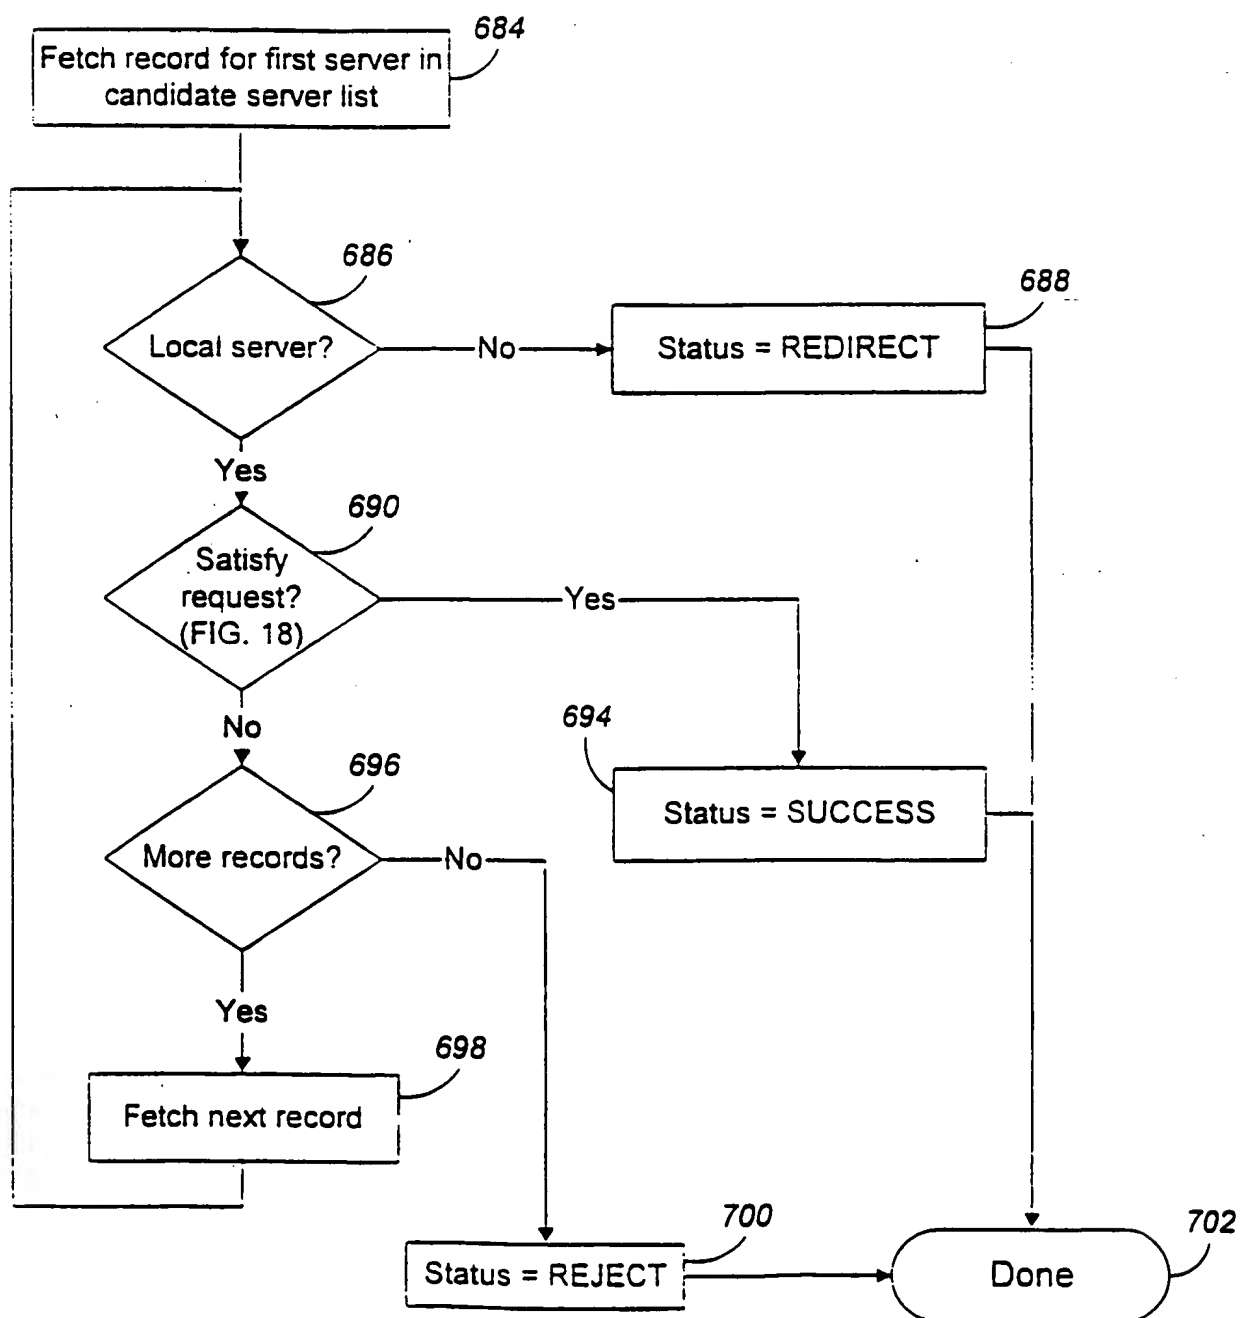 684
Fetch record for first server in
candidate server list
686
Local server?
No
688
Status = REDIRECT
Yes
690
Satisfy
request?
(FIG. 18)
Yes
No
694
Status = SUCCESS
696
More records?
No
Yes
698
Fetch next record
700
Status = REJECT
702
Done